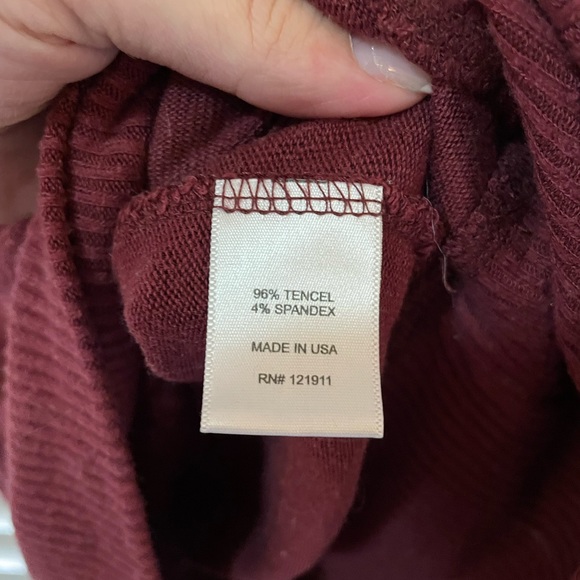 96% TENCEL
4% SPANDEX
MADE IN USA
RN# 121911